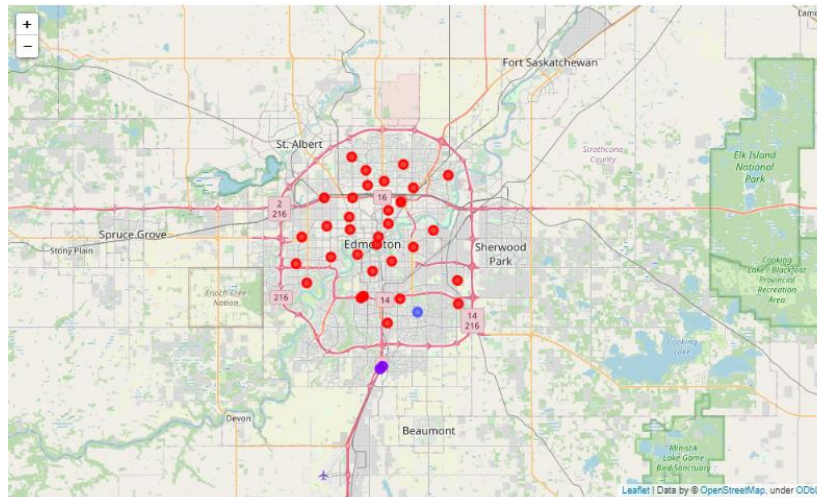 +
−
Fort Saskatchewan
St. Albert
Strathcona
County
Elk Island
National
Park
2
216
16
Spruce Grove
Stony Plain
Edmonton
Sherwood
Park
Cooking
Lake / Blackfoot
Provincial
Recreation
Area
Enoch Cree
Nation
216
14
14
216
Cooking
Lake
Devon
Beaumont
Ministik
Lake Game
Bird Sanctuary
Leaflet | Data by © OpenStreetMap, under ODbL